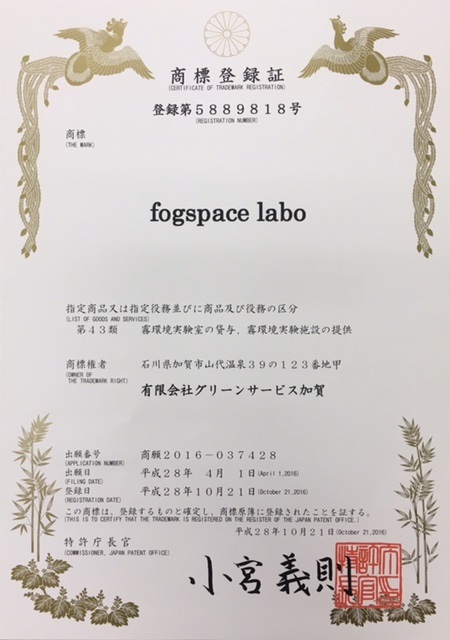 商標登録証
(CERTIFICATE OF TRADEMARK REGISTRATION)
登録第5889818号
(REGISTRATION NUMBER)
商標
(THE MARK)
fogspace labo
指定商品又は指定役務並びに商品及び役務の区分
(LIST OF GOODS AND SERVICES)
第43類 霧環境実験室の貸与、霧環境実験施設の提供
商標権者 石川県加賀市山代温泉39の123番地甲
(OWNER OF THE TRADEMARK RIGHT)
有限会社グリーンサービス加賀
出願番号 商願2016-037428
(APPLICATION NUMBER)
出願日 平成28年 4月 1日(April 1,2016)
(FILING DATE)
登録日 平成28年10月21日(October 21,2016)
(REGISTRATION DATE)
この商標は、登録するものと確定し、商標原簿に登録されたことを証する。
(THIS IS TO CERTIFY THAT THE TRADEMARK IS REGISTERED ON THE REGISTER OF THE JAPAN PATENT OFFICE.)
平成28年10月21日(October 21,2016)
特許庁長官
(COMMISSIONER, JAPAN PATENT OFFICE)
小宮義則